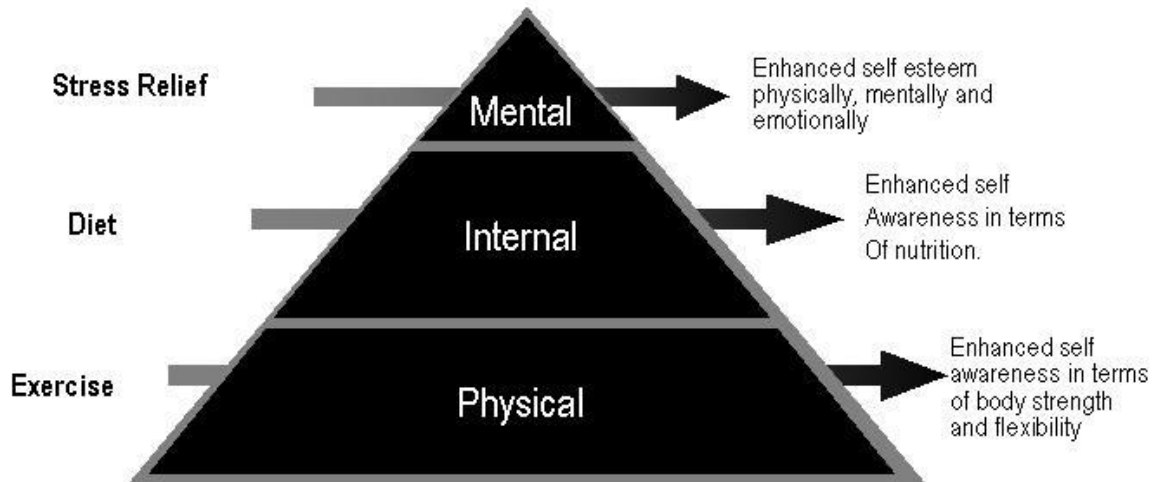 Stress Relief
Mental
Enhanced self esteem
physically, mentally and
emotionally
Diet
Internal
Enhanced self
Awareness in terms
Of nutrition.
Exercise
Physical
Enhanced self
awareness in terms
of body strength
and flexibility